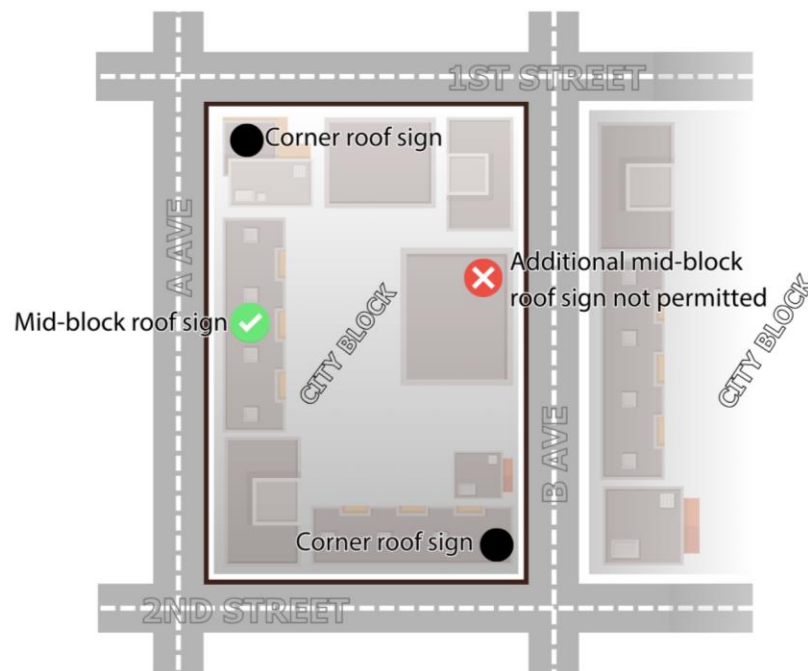 1ST STREET
Corner roof sign
A AVE
Additional mid-block
roof sign not permitted
Mid-block roof sign
CITY BLOCK
CITY BLOCK
B AVE
Corner roof sign
2ND STREET